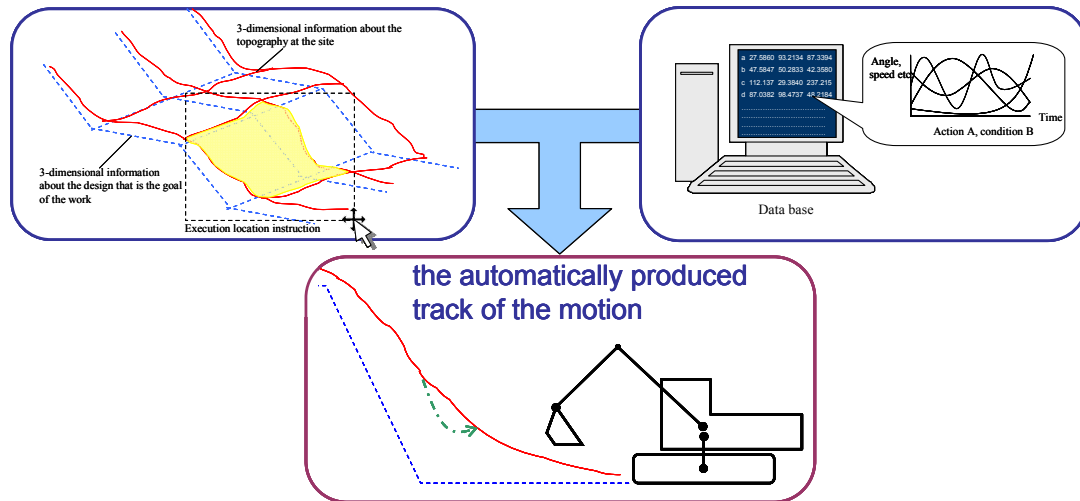 3-dimensional information about the
topography at the site
3-dimensional information
about the design that is the goal
of the work
Execution location instruction
a 27.5860 93.2134 87.3394
b 47.5847 50.2833 42.3580
c 112.137 29.3840 237.215
d 87.0382 98.4737 48.2184
Angle,
speed etc
Time
Action A, condition B
Data base
the automatically produced
track of the motion